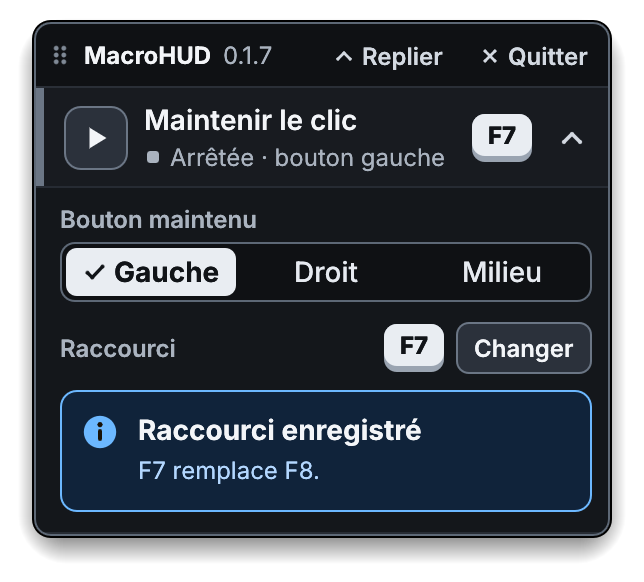 MacroHUD 0.1.7 Replier Quitter
Maintenir le clic
Arrêtée · bouton gauche
F7
Bouton maintenu
Gauche Droit Milieu
Raccourci F7 Changer
Raccourci enregistré
F7 remplace F8.